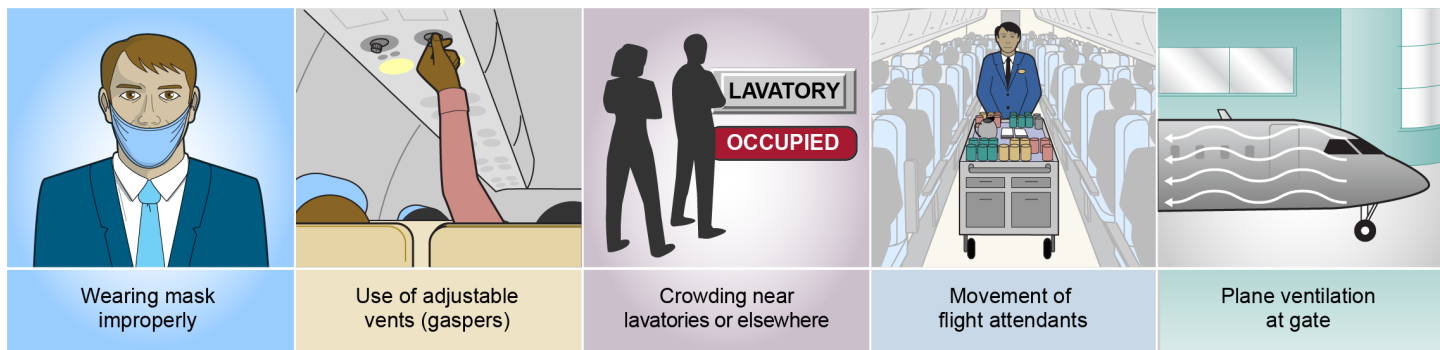 LAVATORY
OCCUPIED
Wearing mask
improperly
Use of adjustable
vents (gaspers)
Crowding near
lavatories or elsewhere
Movement of
flight attendants
Plane ventilation
at gate